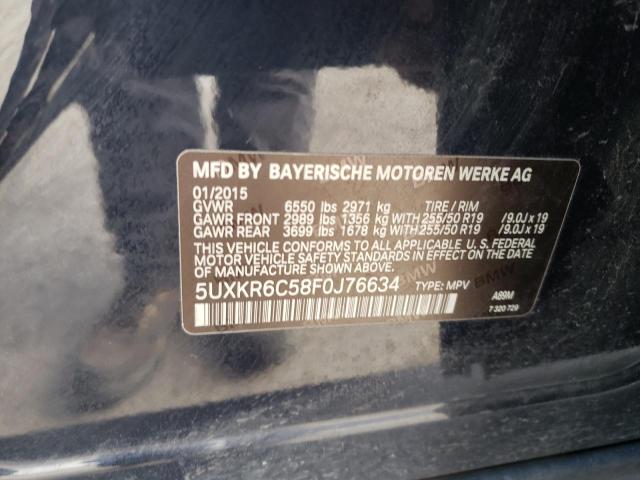 MFD BY BAYERISCHE MOTOREN WERKE AG
01/2015
GVWR 6550 lbs 2971 kg TIRE / RIM
GAWR FRONT 2989 lbs 1356 kg WITH 255/50 R19 /9.0J x 19
GAWR REAR 3699 lbs 1678 kg WITH 255/50 R19 /9.0J x 19
THIS VEHICLE CONFORMS TO ALL APPLICABLE U. S. FEDERAL
MOTOR VEHICLE SAFETY STANDARDS IN EFFECT ON THE
DATE OF MANUFACTURE SHOWN ABOVE.
5UXKR6C58F0J76634 TYPE: MPV
A89M
7 320 729